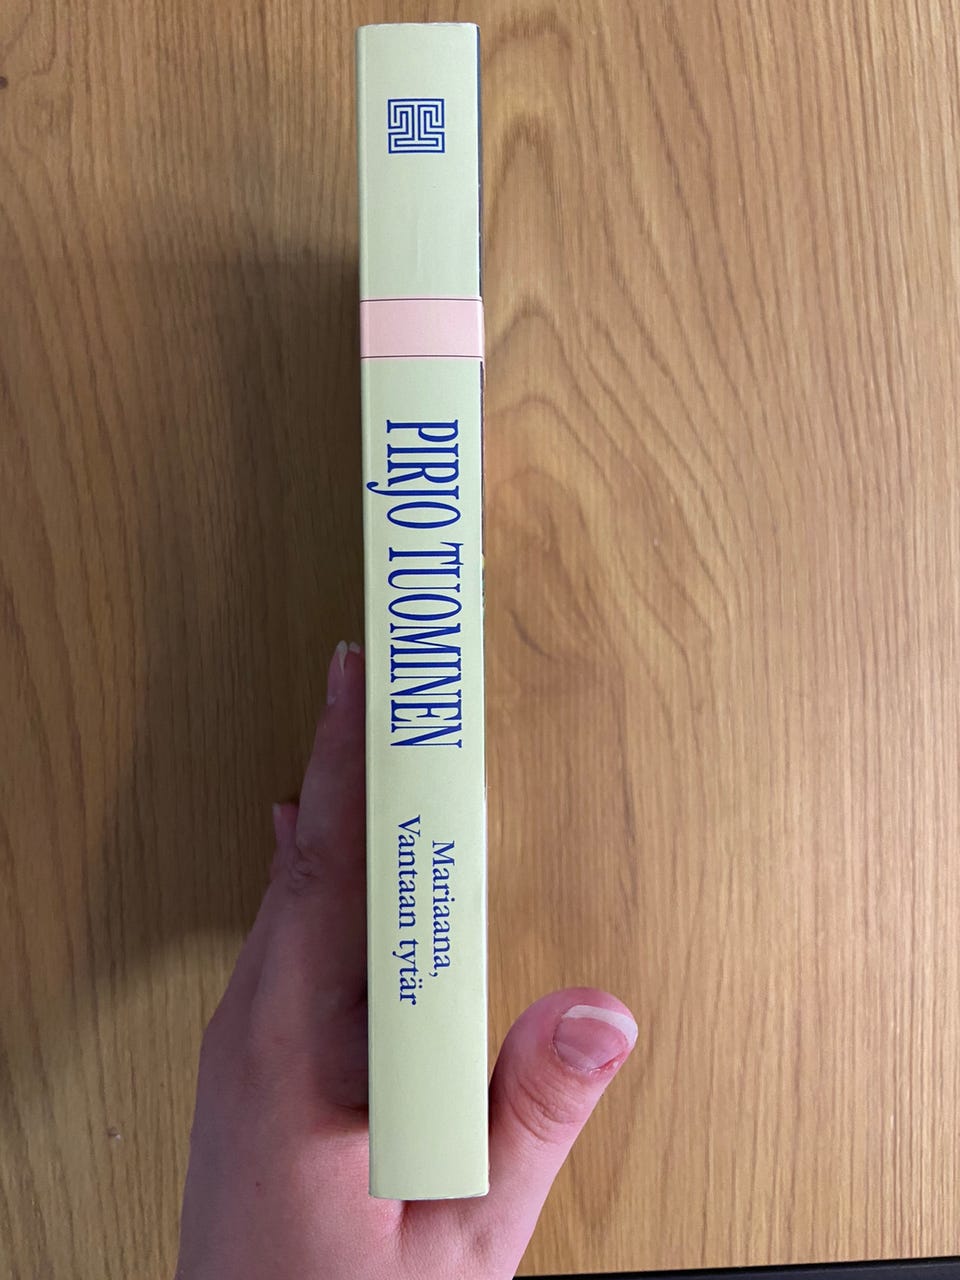 PIRJO TUOMINEN
Mariaana,
Vantaan tytär